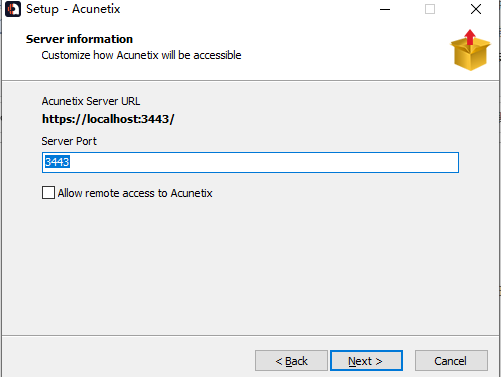 Setup - Acunetix
Server information
Customize how Acunetix will be accessible
Acunetix Server URL
https://localhost:3443/
Server Port
3443
Allow remote access to Acunetix
< Back
Next >
Cancel